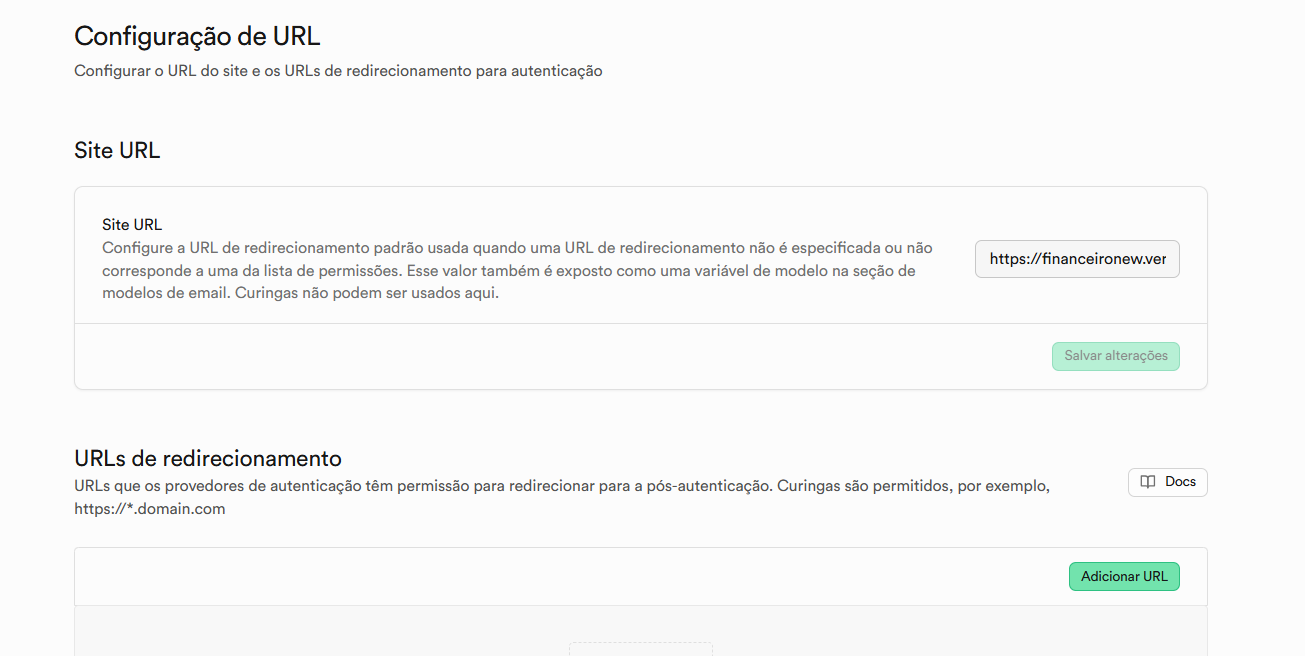 Configuração de URL
Configurar o URL do site e os URLs de redirecionamento para autenticação
Site URL
Site URL
Configure a URL de redirecionamento padrão usada quando uma URL de redirecionamento não é especificada ou não
corresponde a uma da lista de permissões. Esse valor também é exposto como uma variável de modelo na seção de
modelos de email. Curingas não podem ser usados aqui.
https://financeironew.ver
Salvar alterações
URLs de redirecionamento
URLs que os provedores de autenticação têm permissão para redirecionar para a pós-autenticação. Curingas são permitidos, por exemplo,
https://*.domain.com
Docs
Adicionar URL